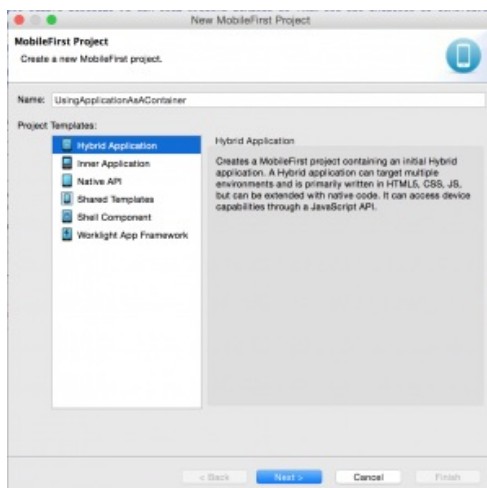 New MobileFirst Project
MobileFirst Project
Create a new MobileFirst project.
Name: UsingApplicationAsAContainer
Project Templates:
Hybrid Application
Inner Application
Native API
Shared Templates
Shell Component
Worklight App Framework
Hybrid Application
Creates a MobileFirst project containing an initial Hybrid
application. A Hybrid application can target multiple
environments and is primarily written in HTML5, CSS, JS,
but can be extended with native code. It can access device
capabilities through a JavaScript API.
< Back
Next >
Cancel
Finish